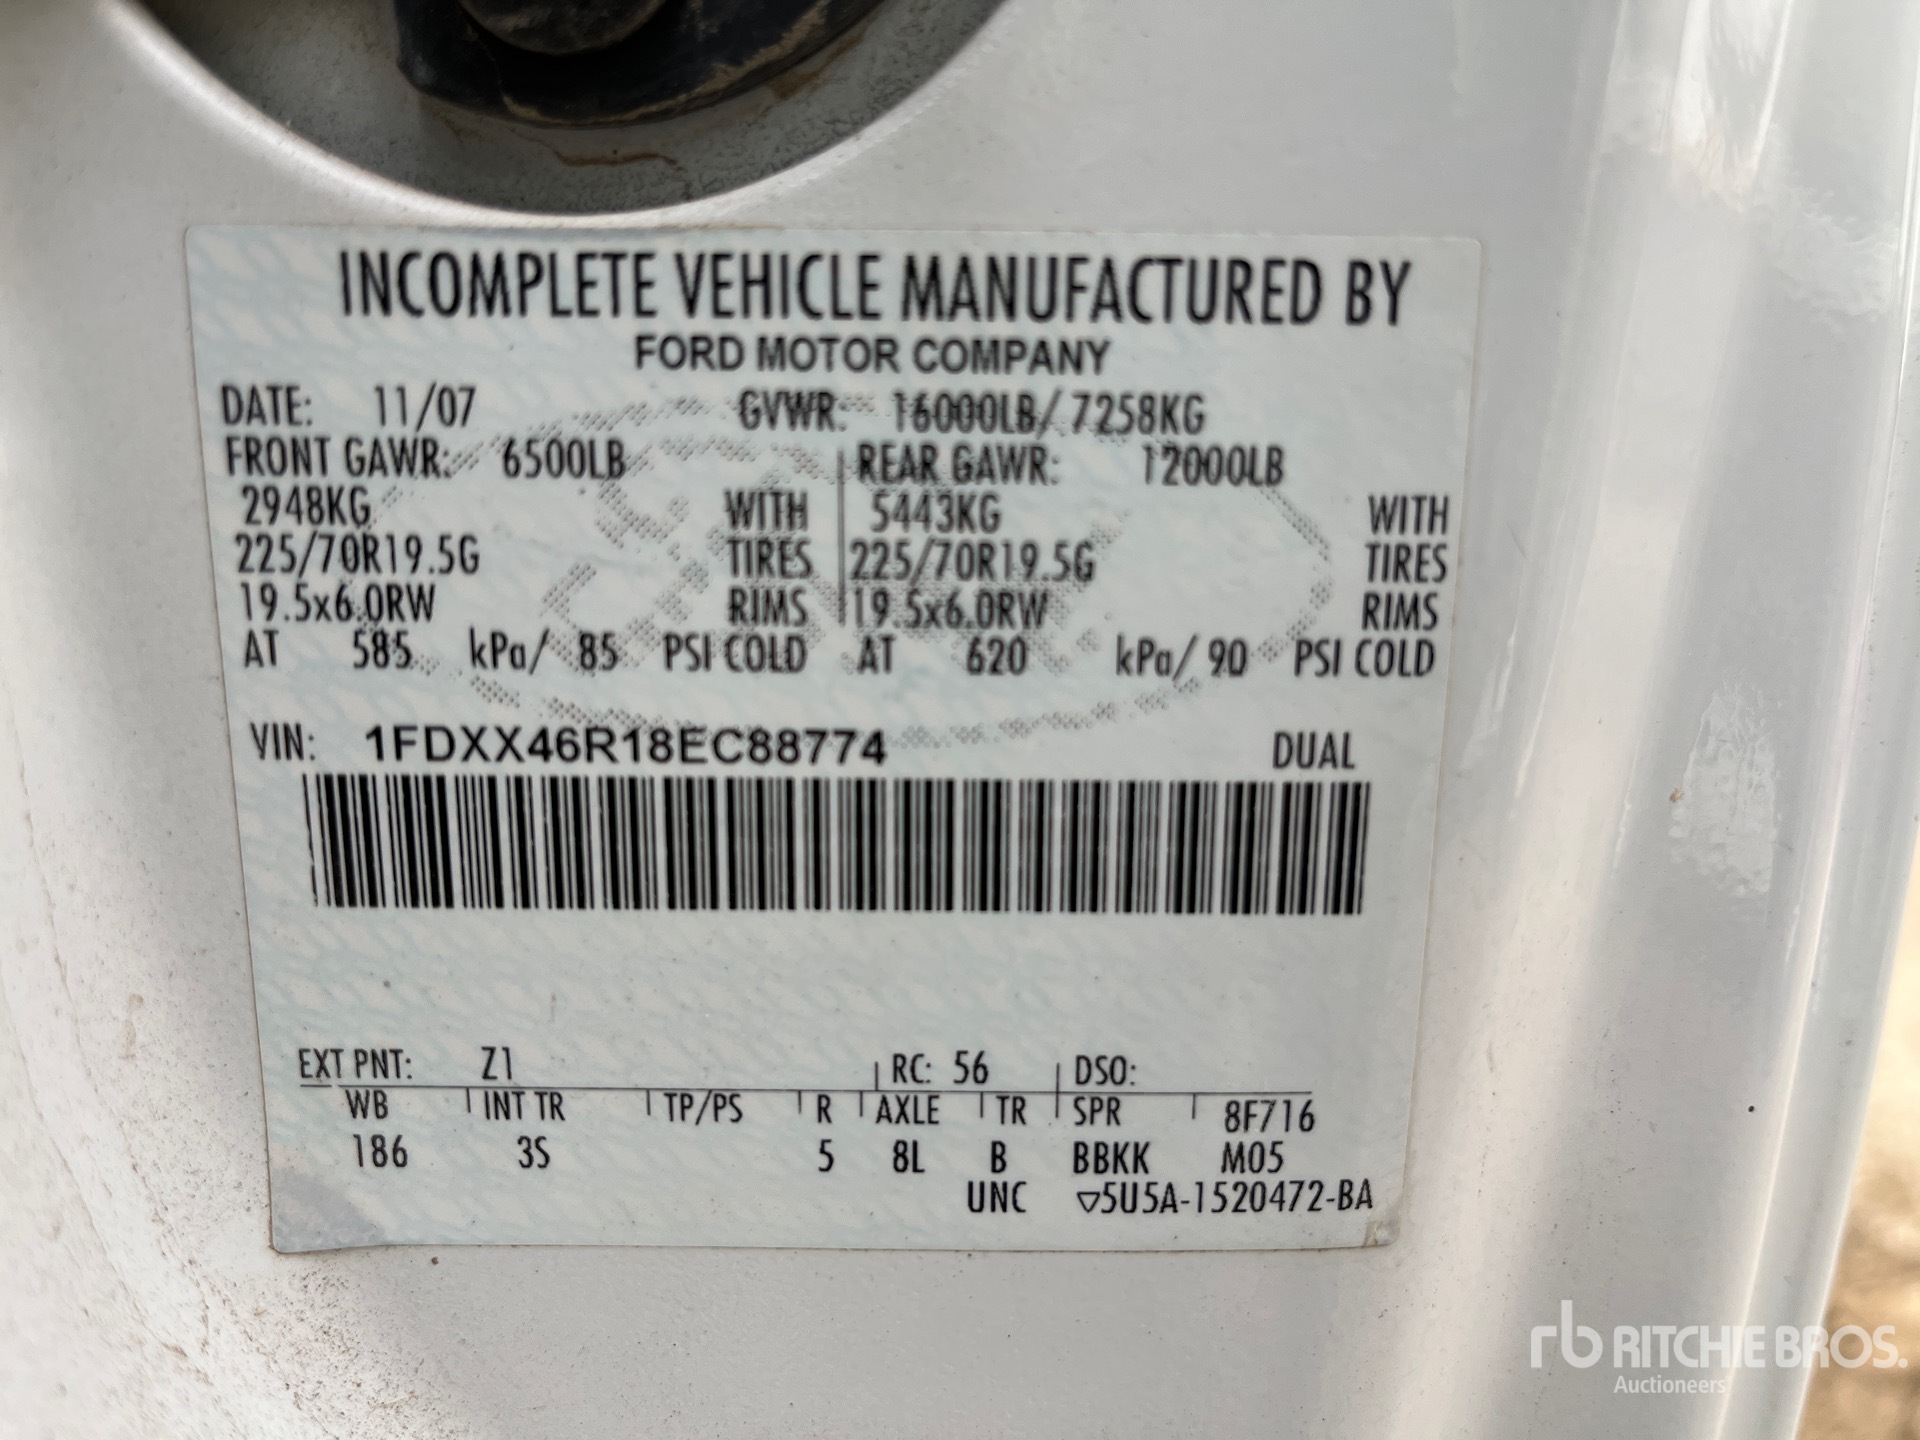 INCOMPLETE VEHICLE MANUFACTURED BY
FORD MOTOR COMPANY
DATE: 11/07 GVWR: 16000LB/ 7258KG
FRONT GAWR: 6500LB REAR GAWR: 12000LB
2948KG WITH 5443KG WITH
225/70R19.5G TIRES 225/70R19.5G TIRES
19.5x6.0RW RIMS 19.5x6.0RW RIMS
AT 585 kPa/ 85 PSI COLD AT 620 kPa/ 90 PSI COLD
VIN: 1FDXX46R18EC88774 DUAL
EXT PNT: Z1 RC: 56 DSO:
WB INT TR TP/PS R AXLE TR SPR 8F716
186 3S 5 8L B BBKK M05
UNC ▽5U5A-1520472-BA
rb RITCHIE BROS.
Auctioneers